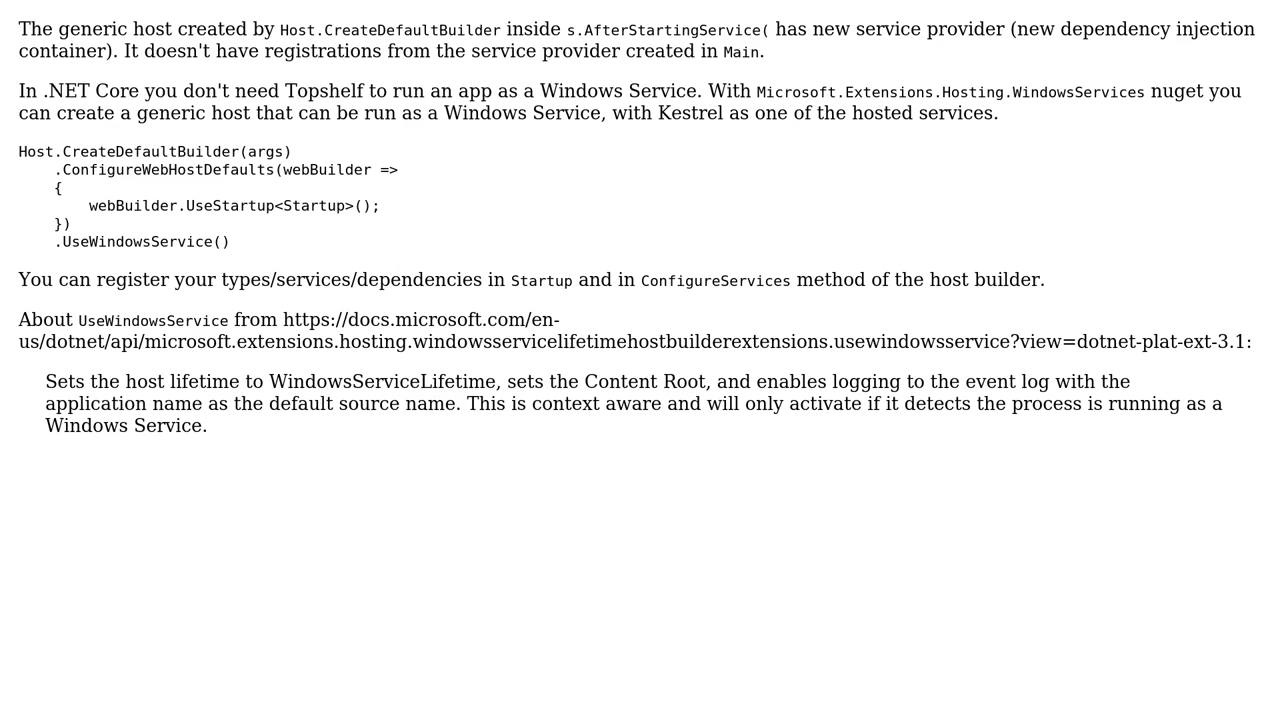 The generic host created by Host.CreateDefaultBuilder inside s.AfterStartingService( has new service provider (new dependency injection
container). It doesn't have registrations from the service provider created in Main.
In .NET Core you don't need Topshelf to run an app as a Windows Service. With Microsoft.Extensions.Hosting.WindowsServices nuget you
can create a generic host that can be run as a Windows Service, with Kestrel as one of the hosted services.
Host.CreateDefaultBuilder(args)
    .ConfigureWebHostDefaults(webBuilder =>
    {
        webBuilder.UseStartup<Startup>();
    })
    .UseWindowsService()
You can register your types/services/dependencies in Startup and in ConfigureServices method of the host builder.
About UseWindowsService from https://docs.microsoft.com/en-
us/dotnet/api/microsoft.extensions.hosting.windowsservicelifetimehostbuilderextensions.usewindowsservice?view=dotnet-plat-ext-3.1:
Sets the host lifetime to WindowsServiceLifetime, sets the Content Root, and enables logging to the event log with the
application name as the default source name. This is context aware and will only activate if it detects the process is running as a
Windows Service.